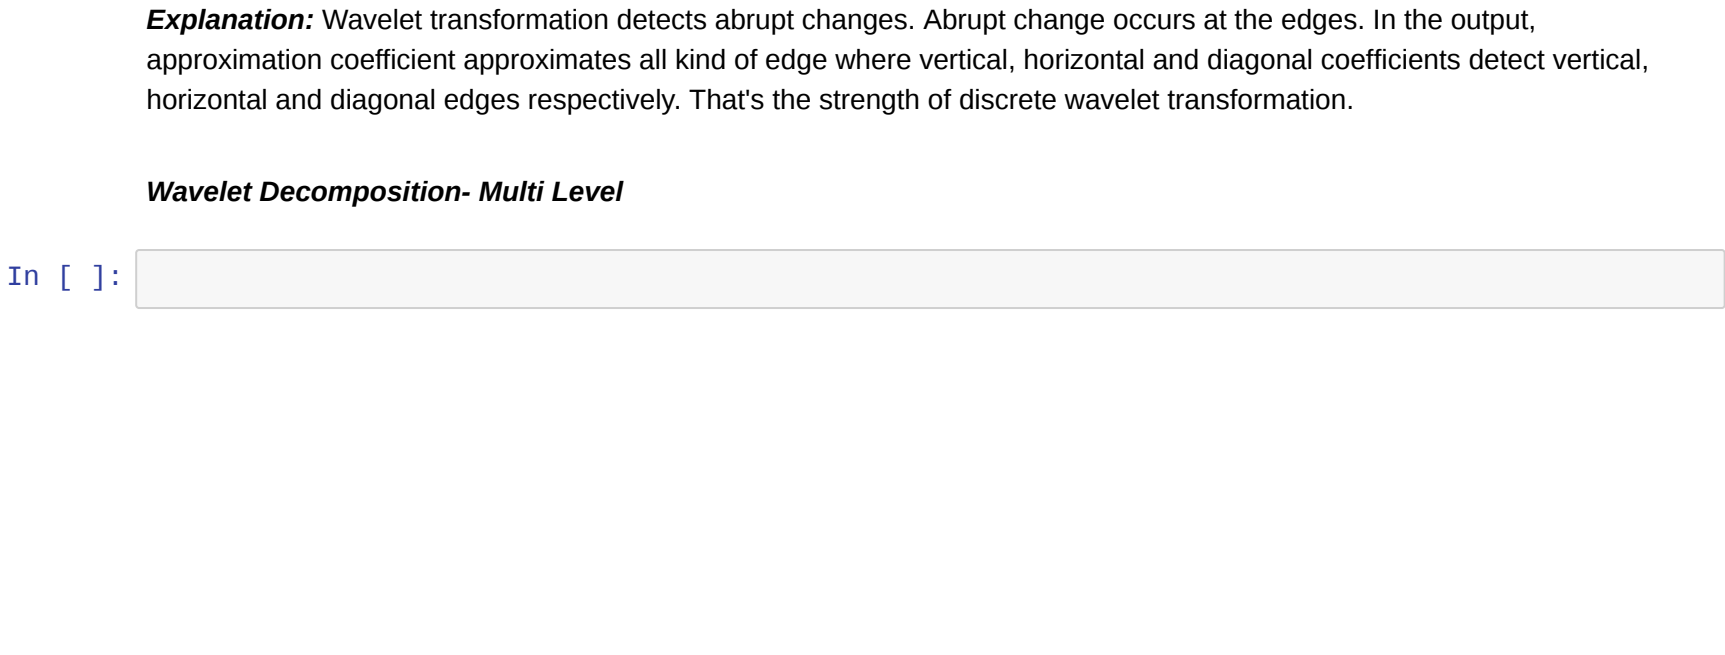 Explanation: Wavelet transformation detects abrupt changes. Abrupt change occurs at the edges. In the output,
approximation coefficient approximates all kind of edge where vertical, horizontal and diagonal coefficients detect vertical,
horizontal and diagonal edges respectively. That's the strength of discrete wavelet transformation.
Wavelet Decomposition- Multi Level
In [ ]: